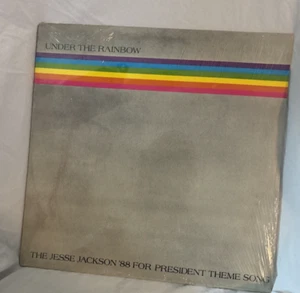 UNDER THE RAINBOW
THE JESSE JACKSON '88 FOR PRESIDENT THEME SONG